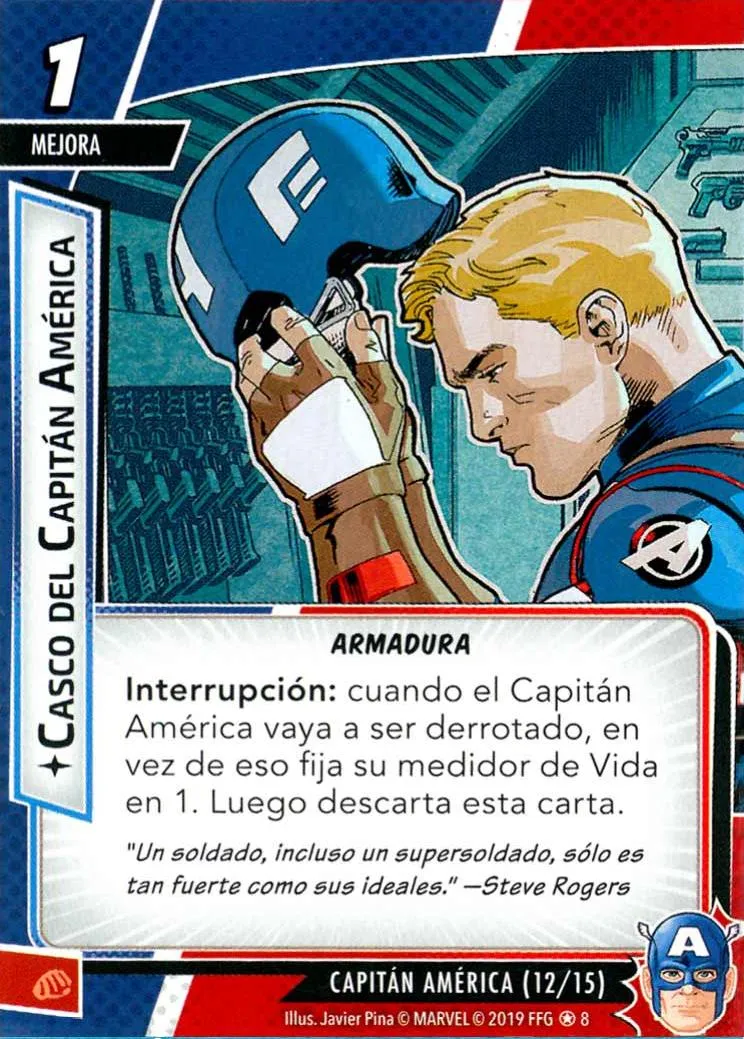 1
MEJORA
CASCO DEL CAPITÁN AMÉRICA
ARMADURA
Interrupción: cuando el Capitán
América vaya a ser derrotado, en
vez de eso fija su medidor de Vida
en 1. Luego descarta esta carta.
"Un soldado, incluso un supersoldado, sólo es
tan fuerte como sus ideales." —Steve Rogers
CAPITÁN AMÉRICA (12/15)
Illus. Javier Pina © MARVEL © 2019 FFG ✪ 8
A